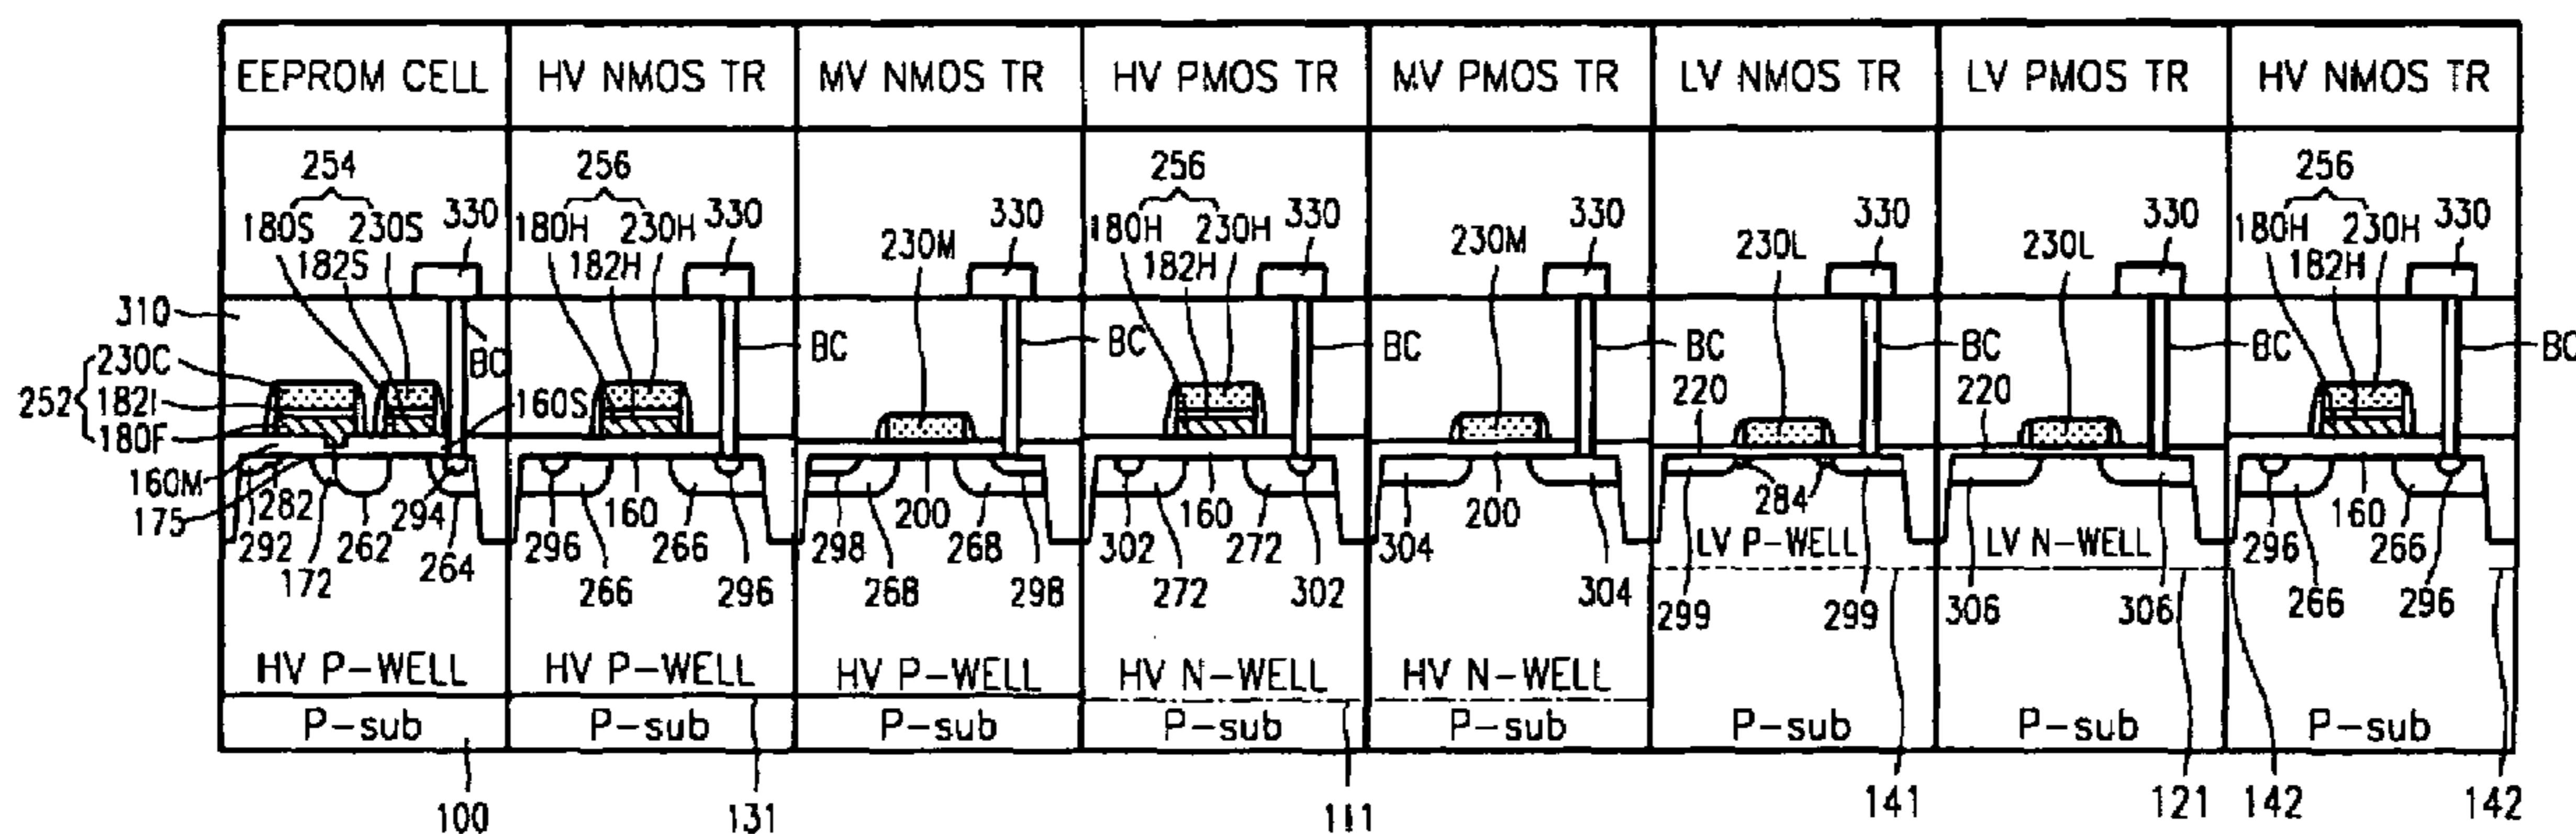 EEPROM CELL HV NMOS TR MV NMOS TR HV PMOS TR MV PMOS TR LV NMOS TR LV PMOS TR HV NMOS TR
254 256 256 256
180S 230S 330 180H 230H 330 330 180H 230H 330 330 330 330 180H 230H 330
182S 182H 230M 182H 230M 230L 230L 182H
310
230C BC BC BC BC BC BC BC BC
252 182I 160S 220 220
180F
160M
175 282 294 160 200 160 200 284 160
292 262 264 296 266 298 268 302 272 304 LV P-WELL LV N-WELL 296 266
172 266 296 268 298 272 302 304 299 299 306 306 266 296
HV P-WELL HV P-WELL HV P-WELL HV N-WELL HV N-WELL
P-sub P-sub P-sub P-sub P-sub P-sub P-sub P-sub
100 131 111 141 121 142 142